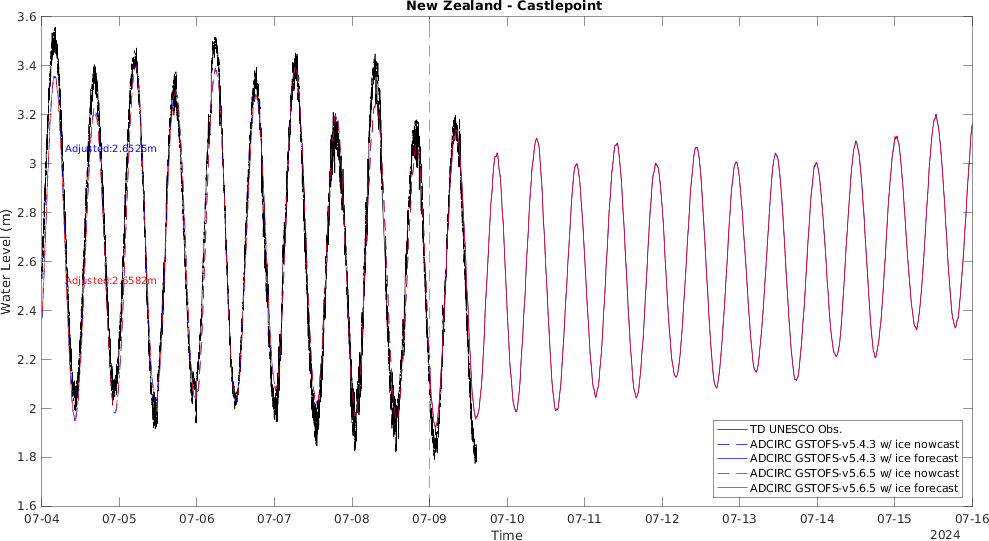 New Zealand - Castlepoint
3.6
3.4
3.2
3
2.8
2.6
2.4
2.2
2
1.8
1.6
Water Level (m)
Adjusted:2.6525m
Adjusted:2.6582m
TD UNESCO Obs.
ADCIRC GSTOFS-v5.4.3 w/ ice nowcast
ADCIRC GSTOFS-v5.4.3 w/ ice forecast
ADCIRC GSTOFS-v5.6.5 w/ ice nowcast
ADCIRC GSTOFS-v5.6.5 w/ ice forecast
07-04 07-05 07-06 07-07 07-08 07-09 07-10 07-11 07-12 07-13 07-14 07-15 07-16
Time
2024